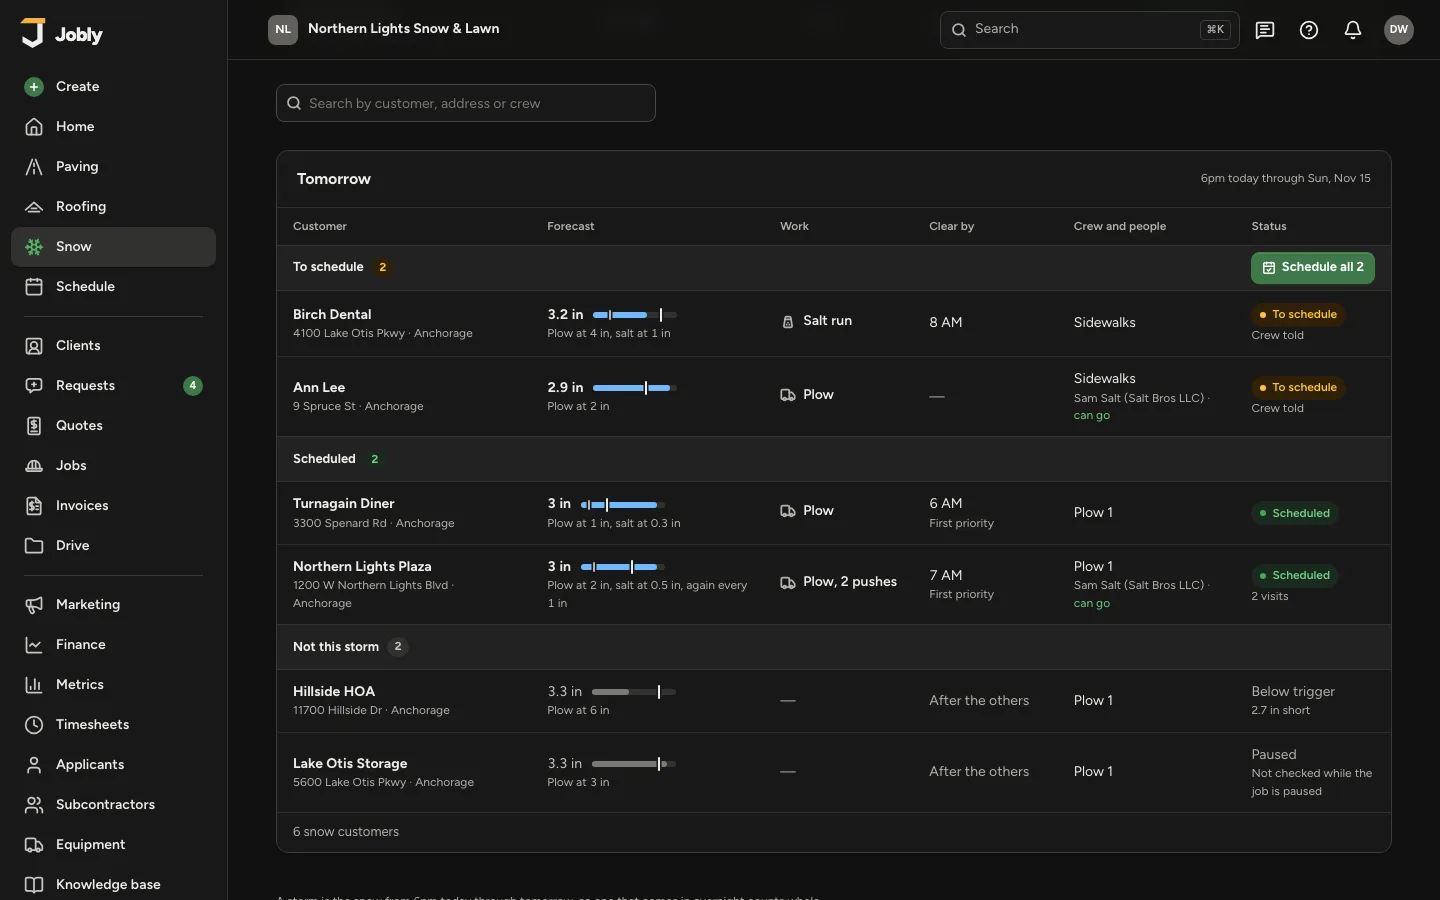 Jobly
NL
Northern Lights Snow & Lawn
Search
⌘K
DW
Create
Home
Paving
Roofing
Snow
Schedule
Clients
Requests
4
Quotes
Jobs
Invoices
Drive
Marketing
Finance
Metrics
Timesheets
Applicants
Subcontractors
Equipment
Knowledge base
Search by customer, address or crew
Tomorrow
6pm today through Sun, Nov 15
Customer
Forecast
Work
Clear by
Crew and people
Status
To schedule 2
Schedule all 2
Birch Dental
4100 Lake Otis Pkwy · Anchorage
3.2 in
Plow at 4 in, salt at 1 in
Salt run
8 AM
Sidewalks
To schedule
Crew told
Ann Lee
9 Spruce St · Anchorage
2.9 in
Plow at 2 in
Plow
—
Sidewalks
Sam Salt (Salt Bros LLC) ·
can go
To schedule
Crew told
Scheduled 2
Turnagain Diner
3300 Spenard Rd · Anchorage
3 in
Plow at 1 in, salt at 0.3 in
Plow
6 AM
First priority
Plow 1
Scheduled
Northern Lights Plaza
1200 W Northern Lights Blvd ·
Anchorage
3 in
Plow at 2 in, salt at 0.5 in, again every
1 in
Plow, 2 pushes
7 AM
First priority
Plow 1
Sam Salt (Salt Bros LLC) ·
can go
Scheduled
2 visits
Not this storm 2
Hillside HOA
11700 Hillside Dr · Anchorage
3.3 in
Plow at 6 in
—
After the others
Plow 1
Below trigger
2.7 in short
Lake Otis Storage
5600 Lake Otis Pkwy · Anchorage
3.3 in
Plow at 3 in
—
After the others
Plow 1
Paused
Not checked while the
job is paused
6 snow customers